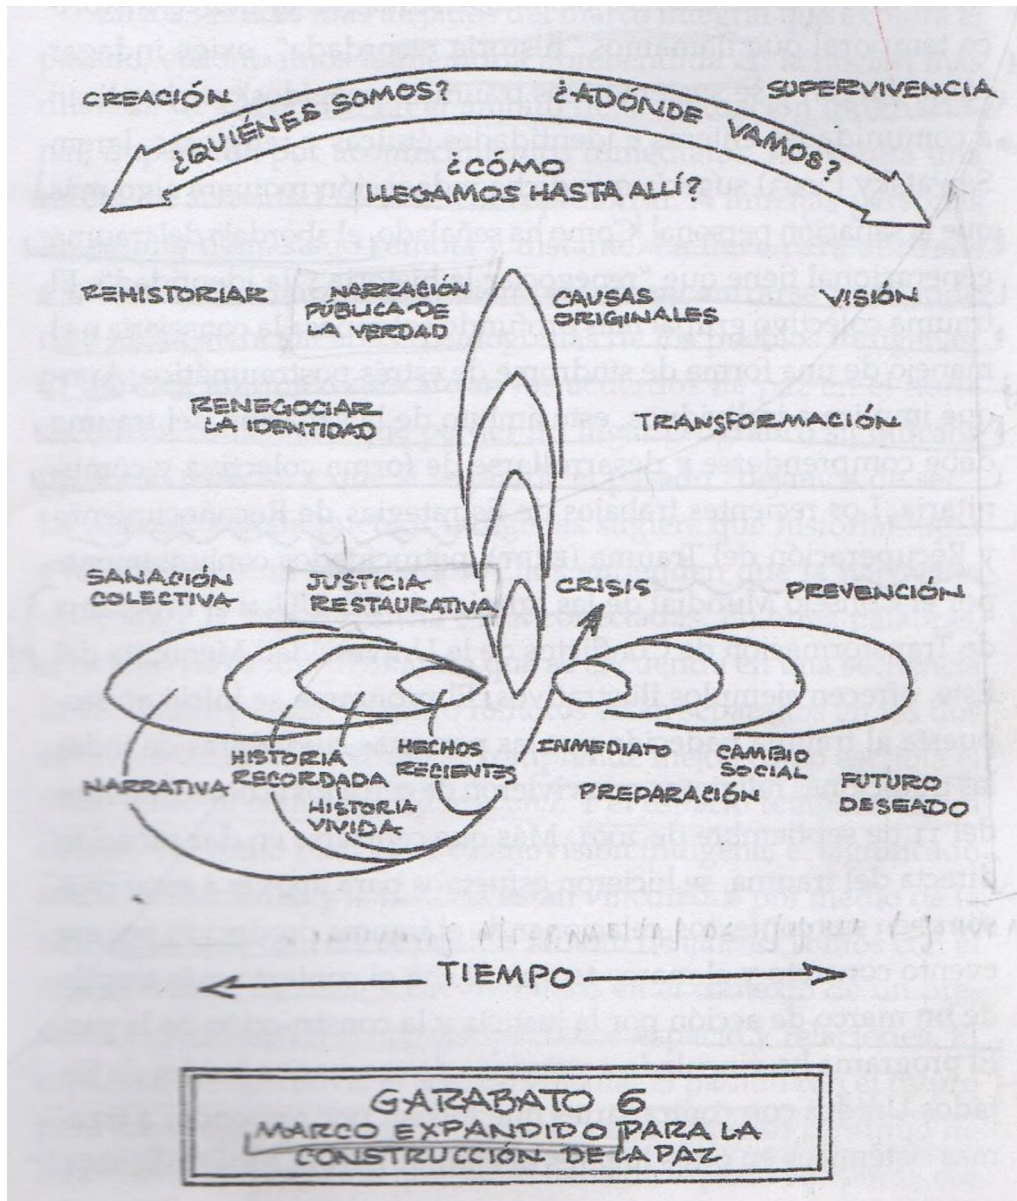 CREACIÓN
¿QUIÉNES SOMOS?
¿ADÓNDE VAMOS?
SUPERVIVENCIA
¿CÓMO
LLEGAMOS HASTA ALLÍ?
REHISTORIAR
NARRACIÓN
PÚBLICA DE
LA VERDAD
CAUSAS
ORIGINALES
VISIÓN
RENEGOCIAR
LA IDENTIDAD
TRANSFORMACIÓN
SANACIÓN
COLECTIVA
JUSTICIA
RESTAURATIVA
CRISIS
PREVENCIÓN
NARRATIVA
HISTORIA
RECORDADA
HISTORIA
VIVIDA
HECHOS
RECIENTES
INMEDIATO
PREPARACIÓN
CAMBIO
SOCIAL
FUTURO
DESEADO
TIEMPO
GARABATO 6
MARCO EXPANDIDO PARA LA
CONSTRUCCIÓN DE LA PAZ